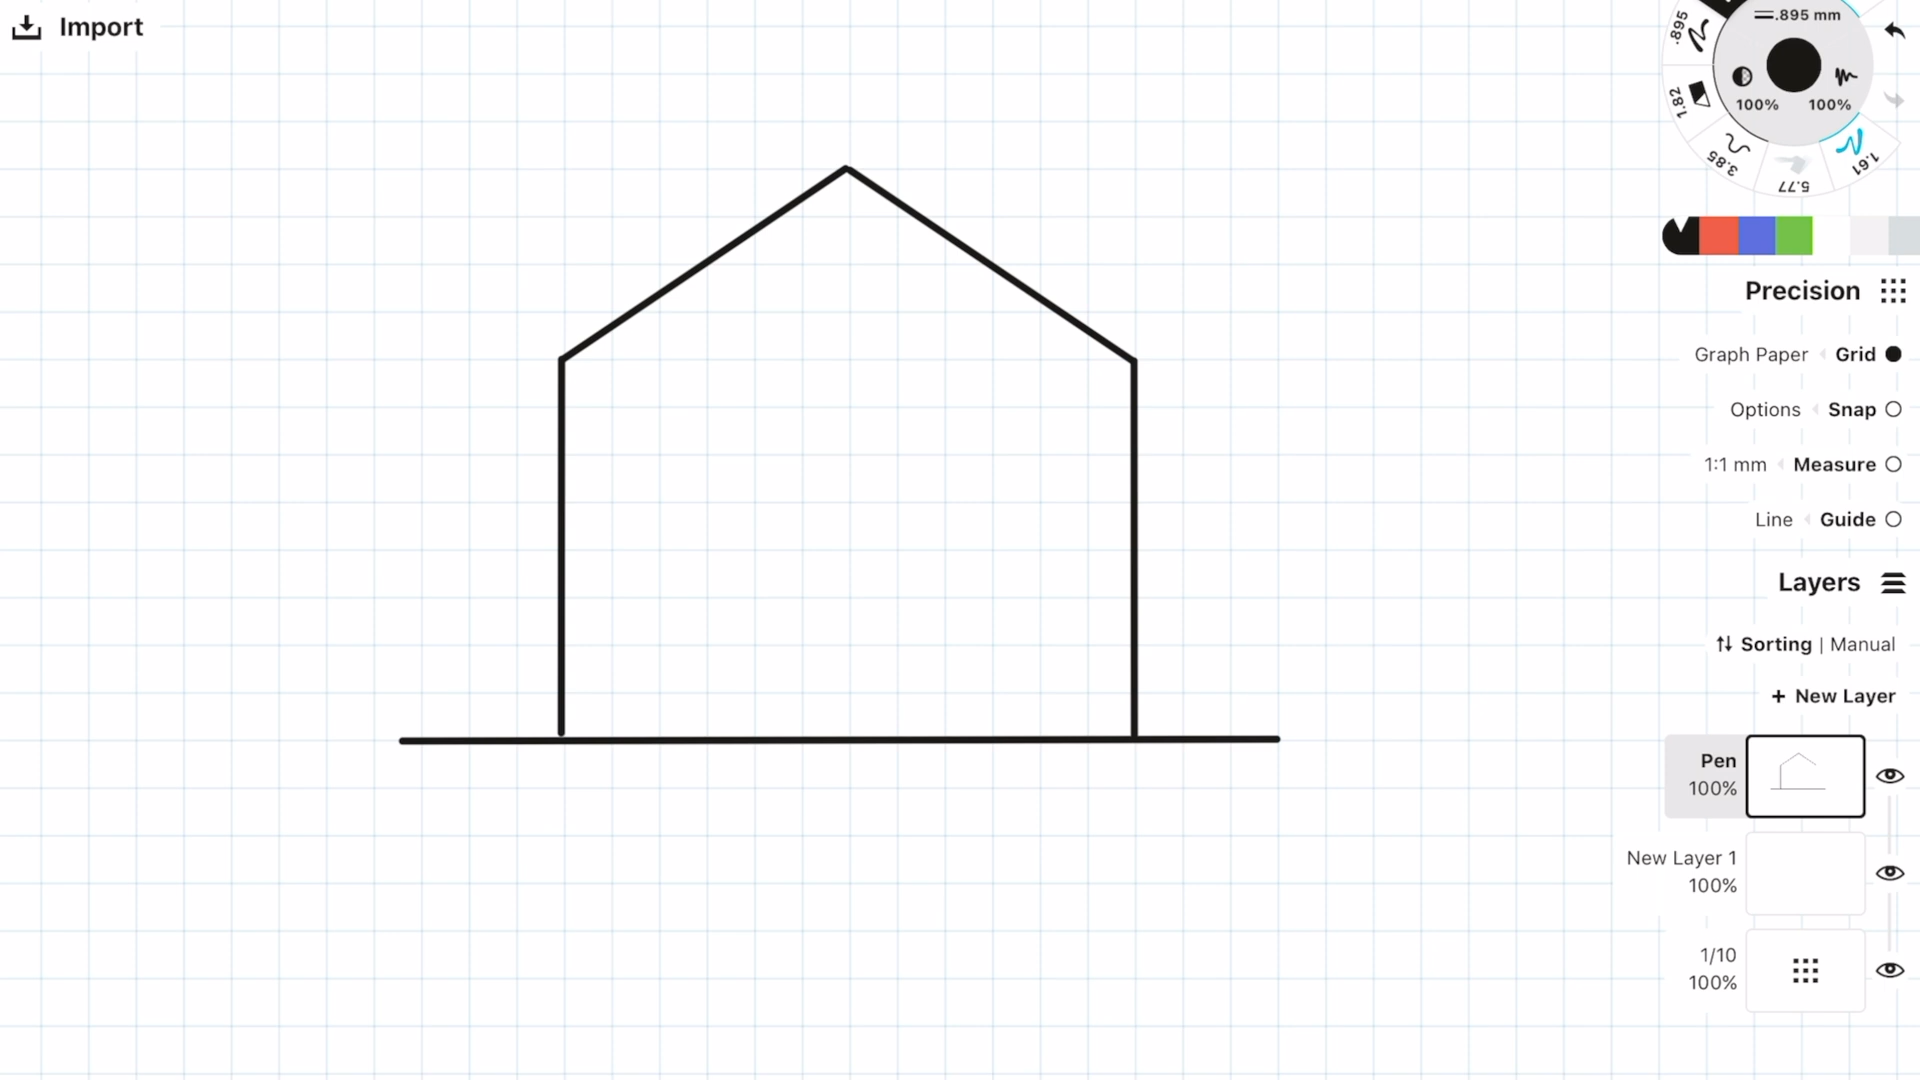 Import
.895 mm
.895
1.82
3.85
5.77
1.61
100% 100%
Precision
Graph Paper Grid
Options Snap
1:1 mm Measure
Line Guide
Layers
Sorting | Manual
+ New Layer
Pen
100%
New Layer 1
100%
1/10
100%